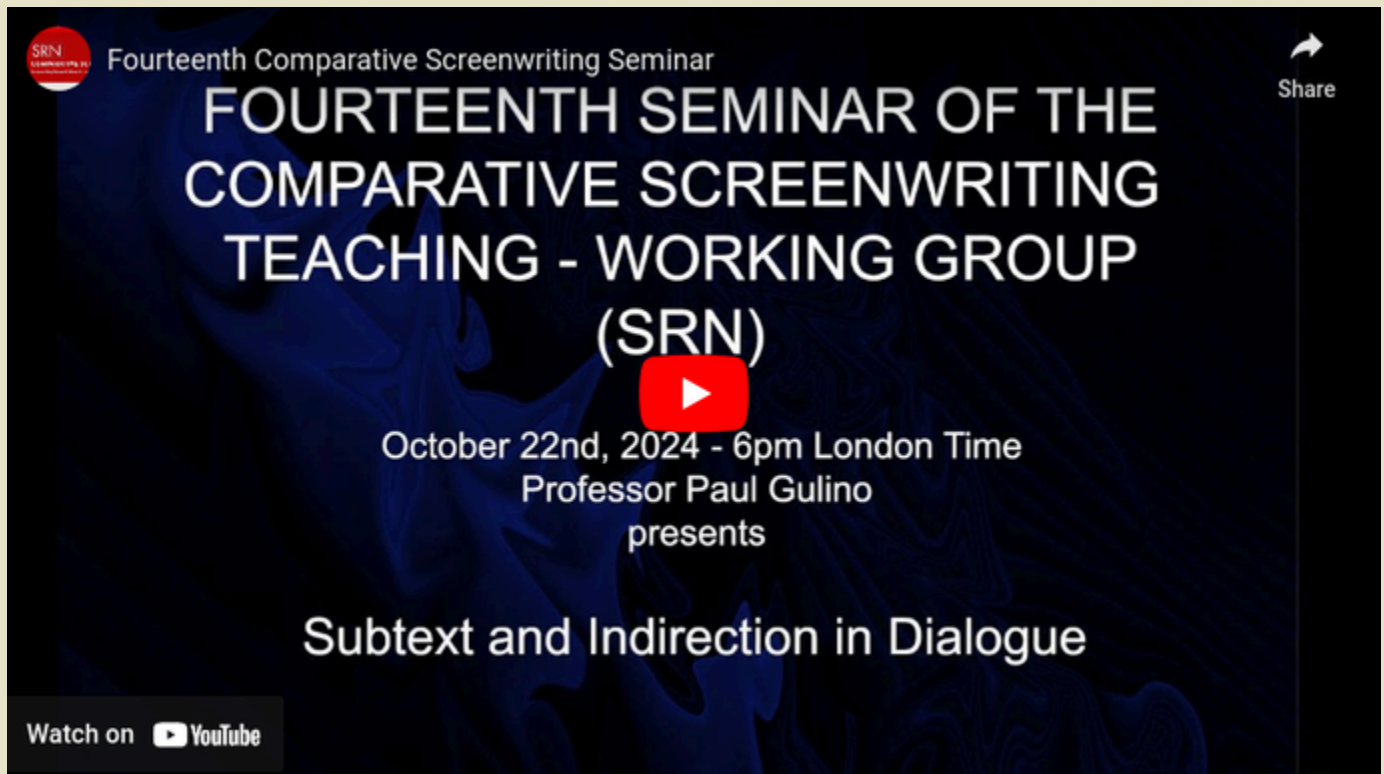 SRN
Fourteenth Comparative Screenwriting Seminar
Share
FOURTEENTH SEMINAR OF THE
COMPARATIVE SCREENWRITING
TEACHING - WORKING GROUP
(SRN)
October 22nd, 2024 - 6pm London Time
Professor Paul Gulino
presents
Subtext and Indirection in Dialogue
Watch on YouTube